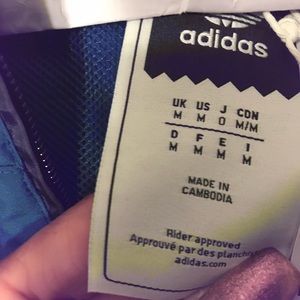 adidas
UK US J CDN
M M O M/M
D F E I
M M M M
MADE IN
CAMBODIA
Rider approved
Approuvé par des planch
adidas.com